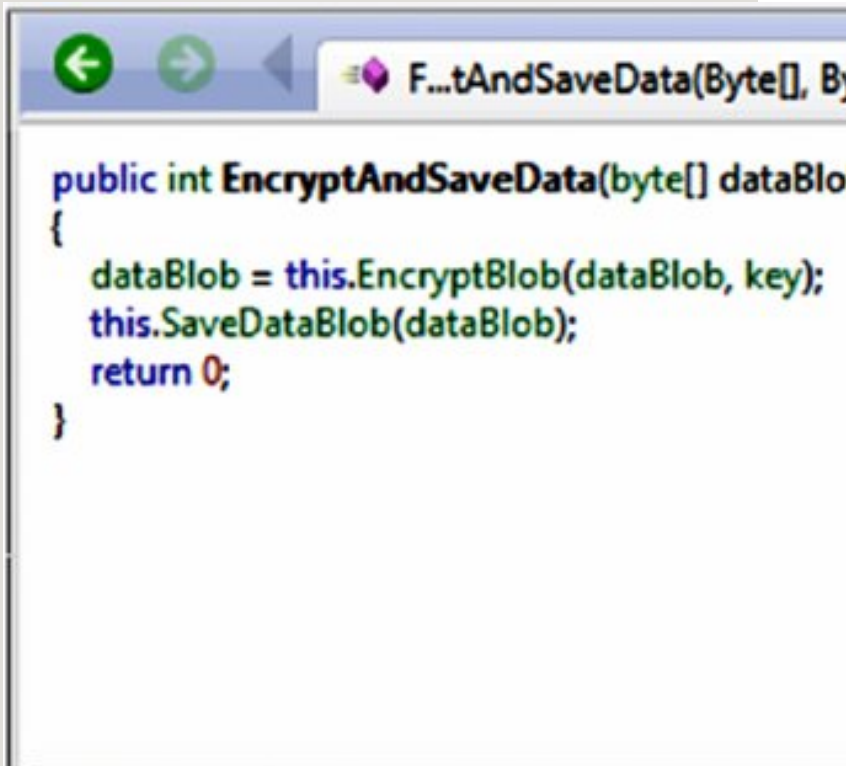 F...tAndSaveData(Byte[], By
public int EncryptAndSaveData(byte[] dataBlo
{
dataBlob = this.EncryptBlob(dataBlob, key);
this.SaveDataBlob(dataBlob);
return 0;
}